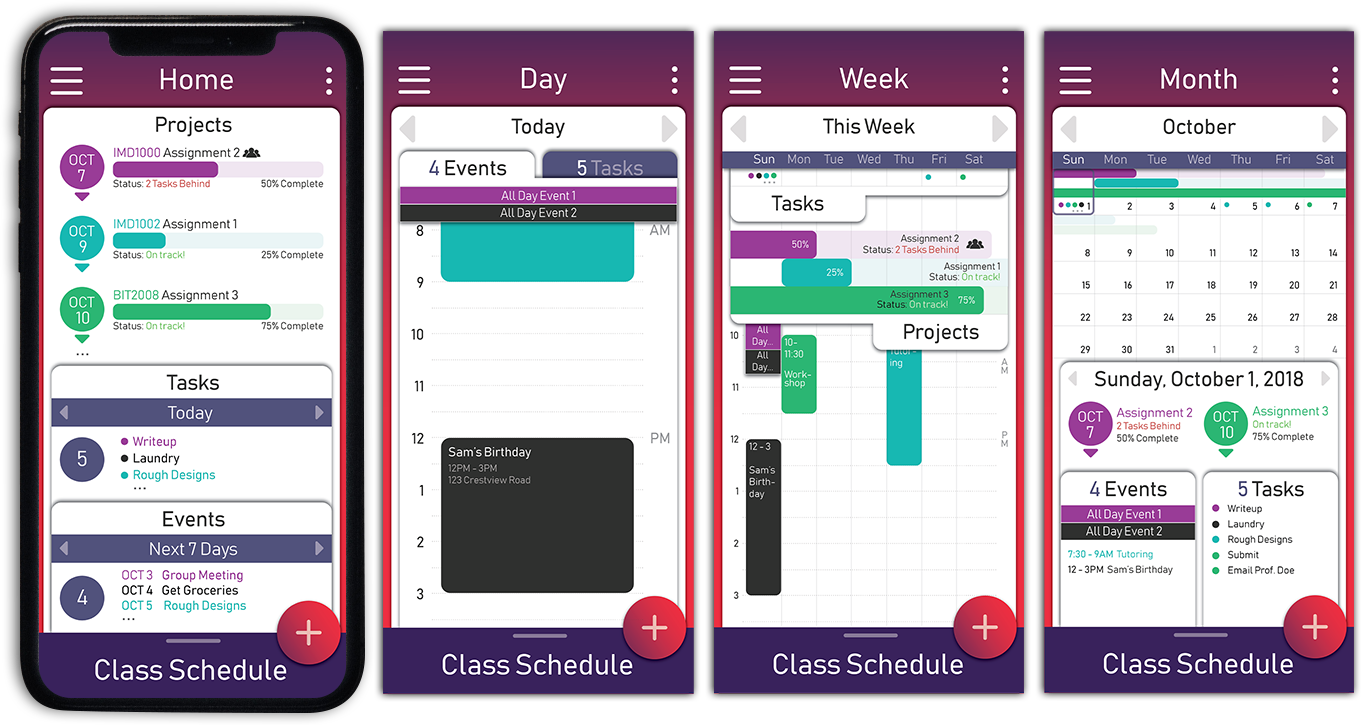 Home
Projects
OCT
7
IMD1000 Assignment 2
Status: 2 Tasks Behind
50% Complete
OCT
9
IMD1002 Assignment 1
Status: On track!
25% Complete
OCT
10
BIT2008 Assignment 3
Status: On track!
75% Complete
...
Tasks
Today
5
Writeup
Laundry
Rough Designs
...
Events
Next 7 Days
4
OCT 3 Group Meeting
OCT 4 Get Groceries
OCT 5 Rough Designs
...
+
Class Schedule
Day
Today
4 Events
5 Tasks
All Day Event 1
All Day Event 2
8
AM
9
10
11
12
PM
Sam's Birthday
12PM - 3PM
123 Crestview Road
1
2
3
+
Class Schedule
Week
This Week
Sun Mon Tue Wed Thu Fri Sat
Tasks
50%
Assignment 2
Status: 2 Tasks Behind
25%
Assignment 1
Status: On track!
Assignment 3
Status: On track!
75%
Projects
10
All
Day...
All
Day...
10-
11:30
Work-
shop
Tutor-
ing
A
M
11
12
P
M
12 - 3
Sam's
Birth-
day
1
2
3
+
Class Schedule
Month
October
Sun Mon Tue Wed Thu Fri Sat
1 2 3 4 5 6 7
8 9 10 11 12 13 14
15 16 17 18 19 20 21
22 23 24 25 26 27 28
29 30 31 1 2 3 4
Sunday, October 1, 2018
OCT
7
Assignment 2
2 Tasks Behind
50% Complete
OCT
10
Assignment 3
On track!
75% Complete
4 Events
All Day Event 1
All Day Event 2
7:30 - 9AM Tutoring
12 - 3PM Sam's Birthday
5 Tasks
Writeup
Laundry
Rough Designs
Submit
Email Prof. Doe
+
Class Schedule